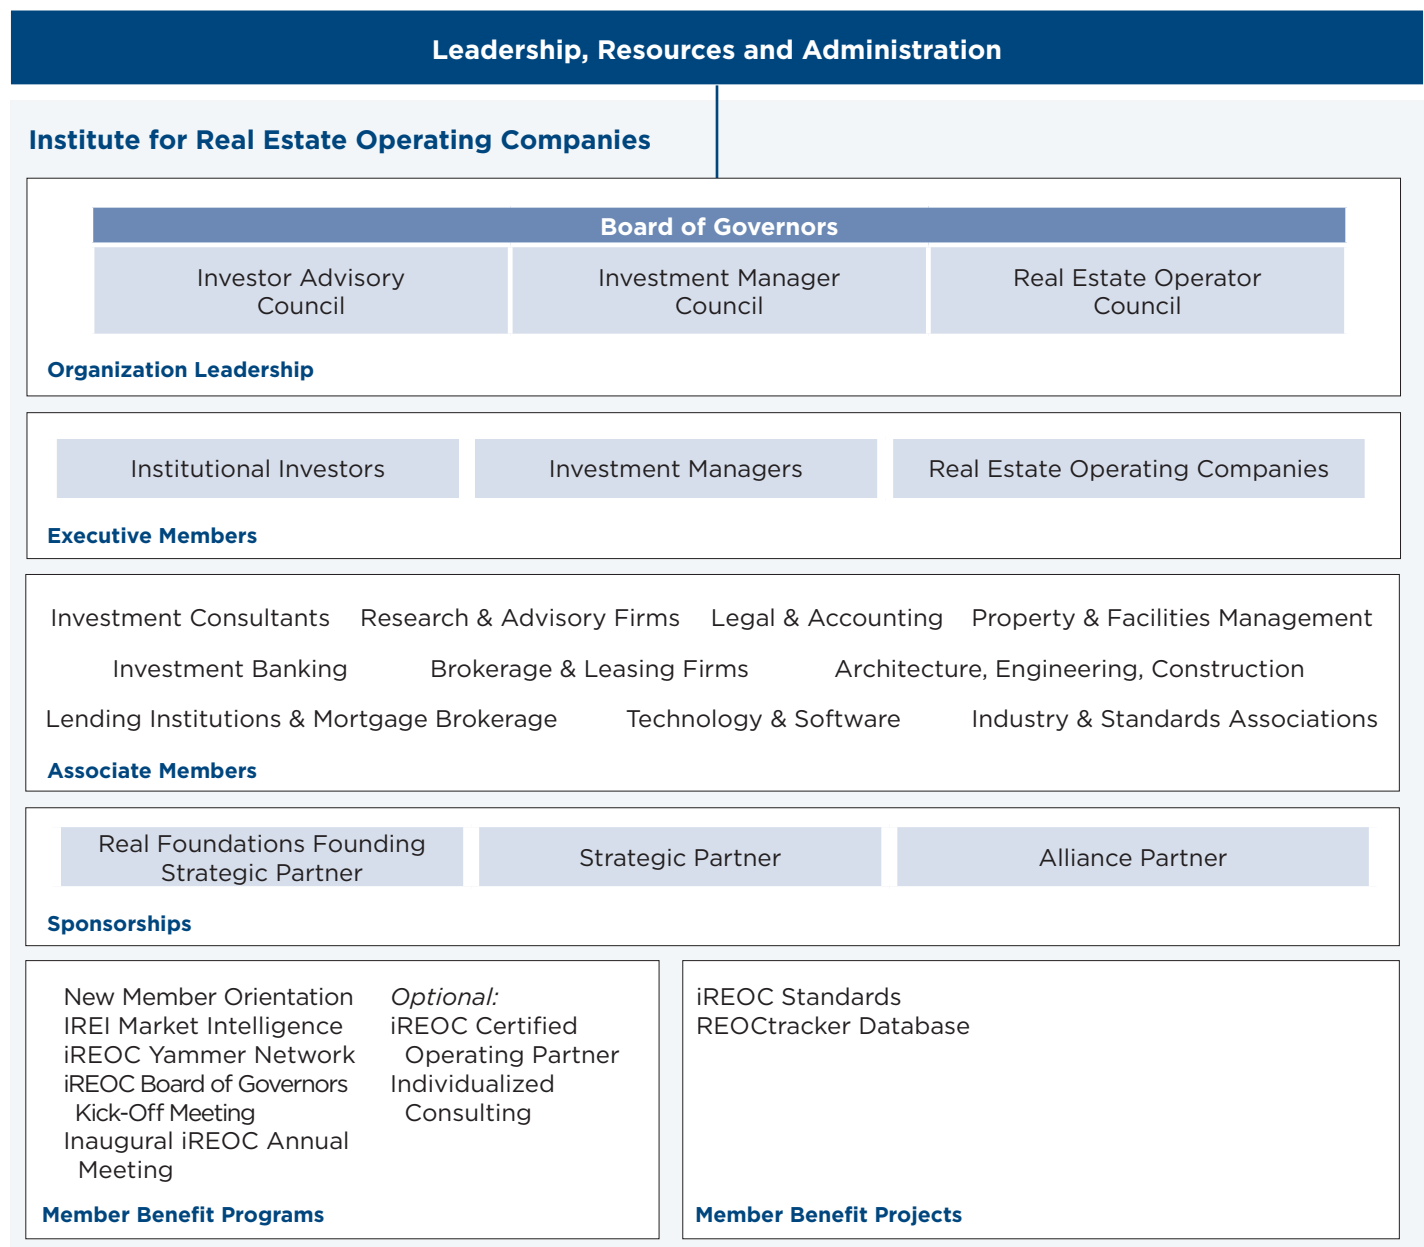 Leadership, Resources and Administration
Institute for Real Estate Operating Companies
Board of Governors
Investor Advisory
Council
Investment Manager
Council
Real Estate Operator
Council
Organization Leadership
Institutional Investors
Investment Managers
Real Estate Operating Companies
Executive Members
Investment Consultants Research & Advisory Firms Legal & Accounting Property & Facilities Management
Investment Banking Brokerage & Leasing Firms Architecture, Engineering, Construction
Lending Institutions & Mortgage Brokerage Technology & Software Industry & Standards Associations
Associate Members
Real Foundations Founding
Strategic Partner
Strategic Partner
Alliance Partner
Sponsorships
New Member Orientation
IREI Market Intelligence
iREOC Yammer Network
iREOC Board of Governors
Kick-Off Meeting
Inaugural iREOC Annual
Meeting
Optional:
iREOC Certified
Operating Partner
Individualized
Consulting
Member Benefit Programs
iREOC Standards
REOCtracker Database
Member Benefit Projects